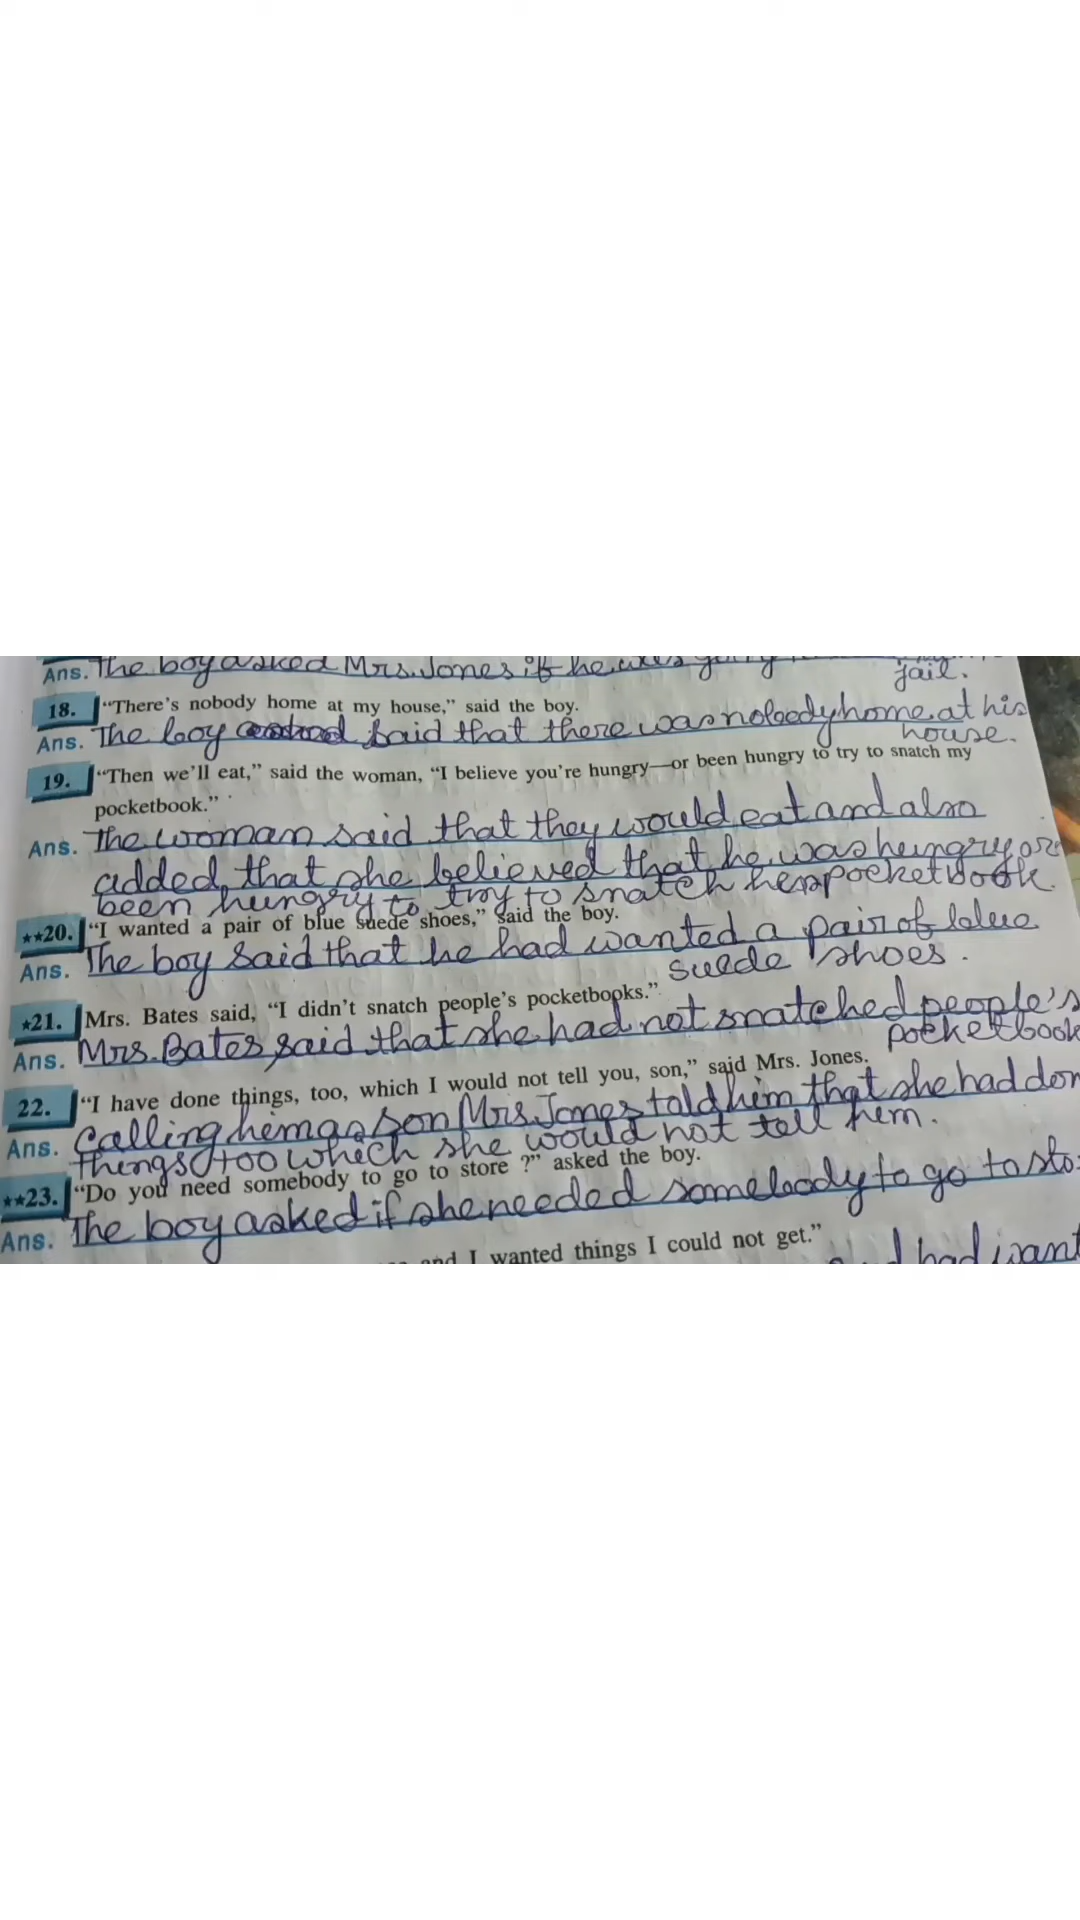 Ans. The boy asked Mrs. Jones if he was
jail.
18. "There's nobody home at my house," said the boy.
Ans. The boy said that there was nobody home at his
house.
19. "Then we'll eat," said the woman, "I believe you're hungry—or been hungry to try to snatch my
pocketbook."
Ans. The woman said that they would eat and also
added that she believed that he was hungry or
been hungry to try to snatch her pocketbook.
★★20. "I wanted a pair of blue suede shoes," said the boy.
Ans. The boy said that he had wanted a pair of blue
suede shoes.
★21. Mrs. Bates said, "I didn't snatch people's pocketbooks."
Ans. Mrs. Bates said that she had not snatched people's
pocketbook
22. "I have done things, too, which I would not tell you, son," said Mrs. Jones.
Ans. Calling him as son Mrs. Jones told him that she had don
things too which she would not tell him.
★★23. "Do you need somebody to go to store ?" asked the boy.
Ans. The boy asked if she needed somebody to go to sto
and I wanted things I could not get."
had want